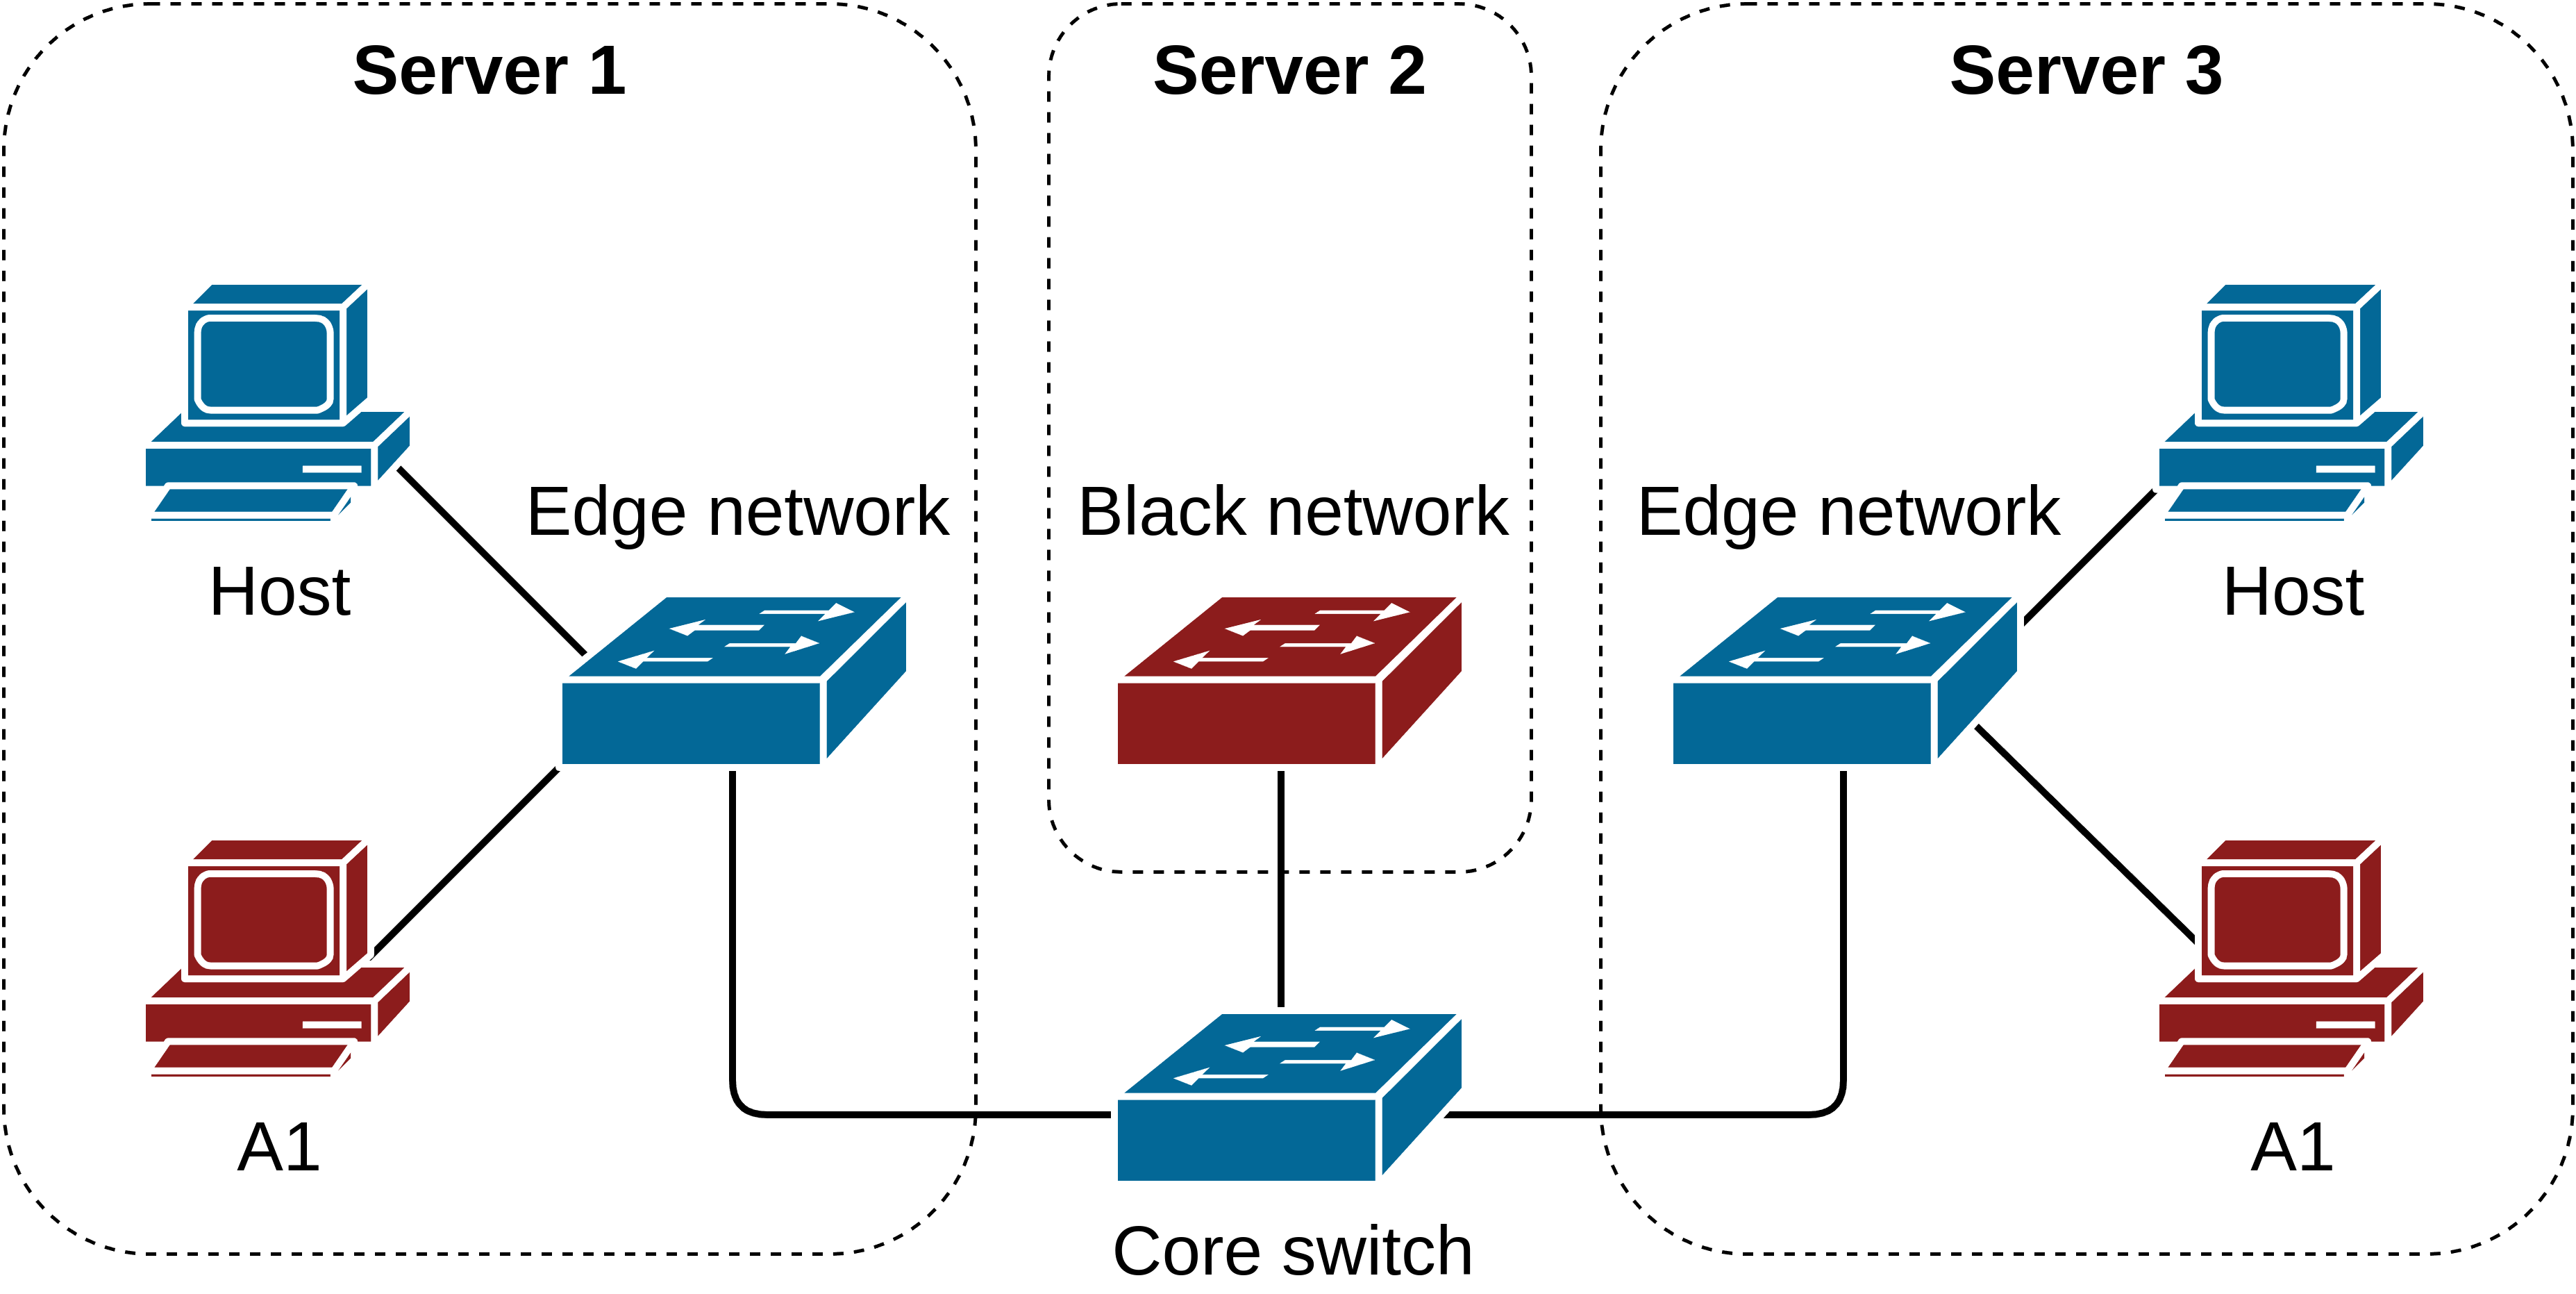 Server 1
Server 2
Server 3
Edge network
Black network
Edge network
Host
Host
A1
A1
Core switch